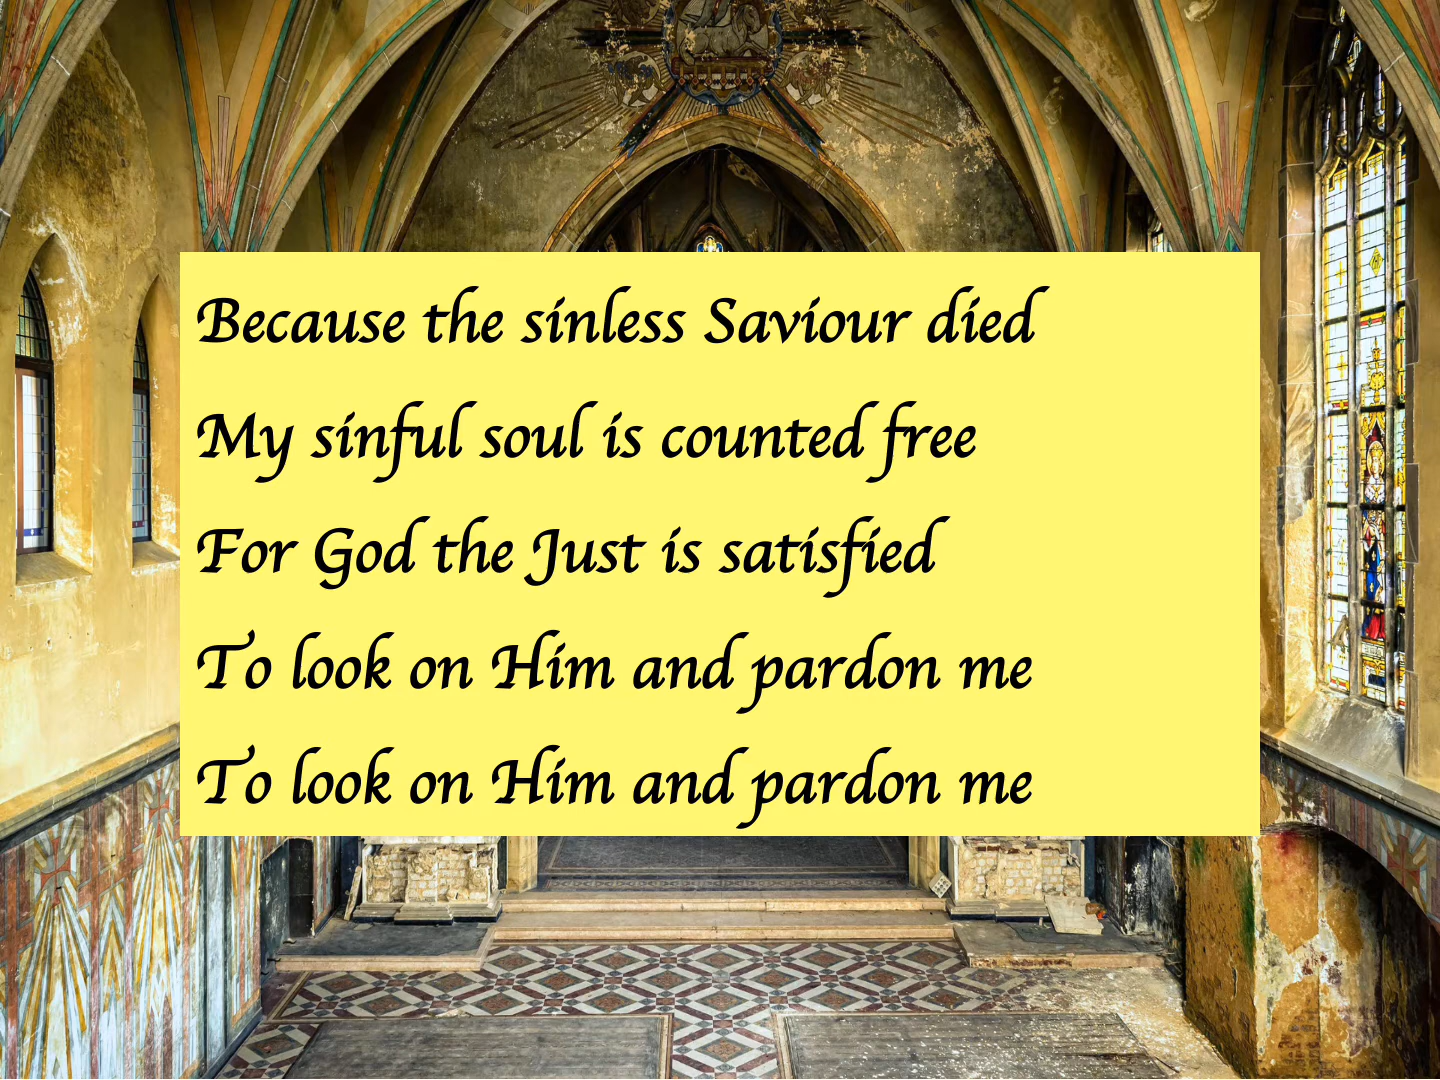 Because the sinless Saviour died
My sinful soul is counted free
For God the Just is satisfied
To look on Him and pardon me
To look on Him and pardon me